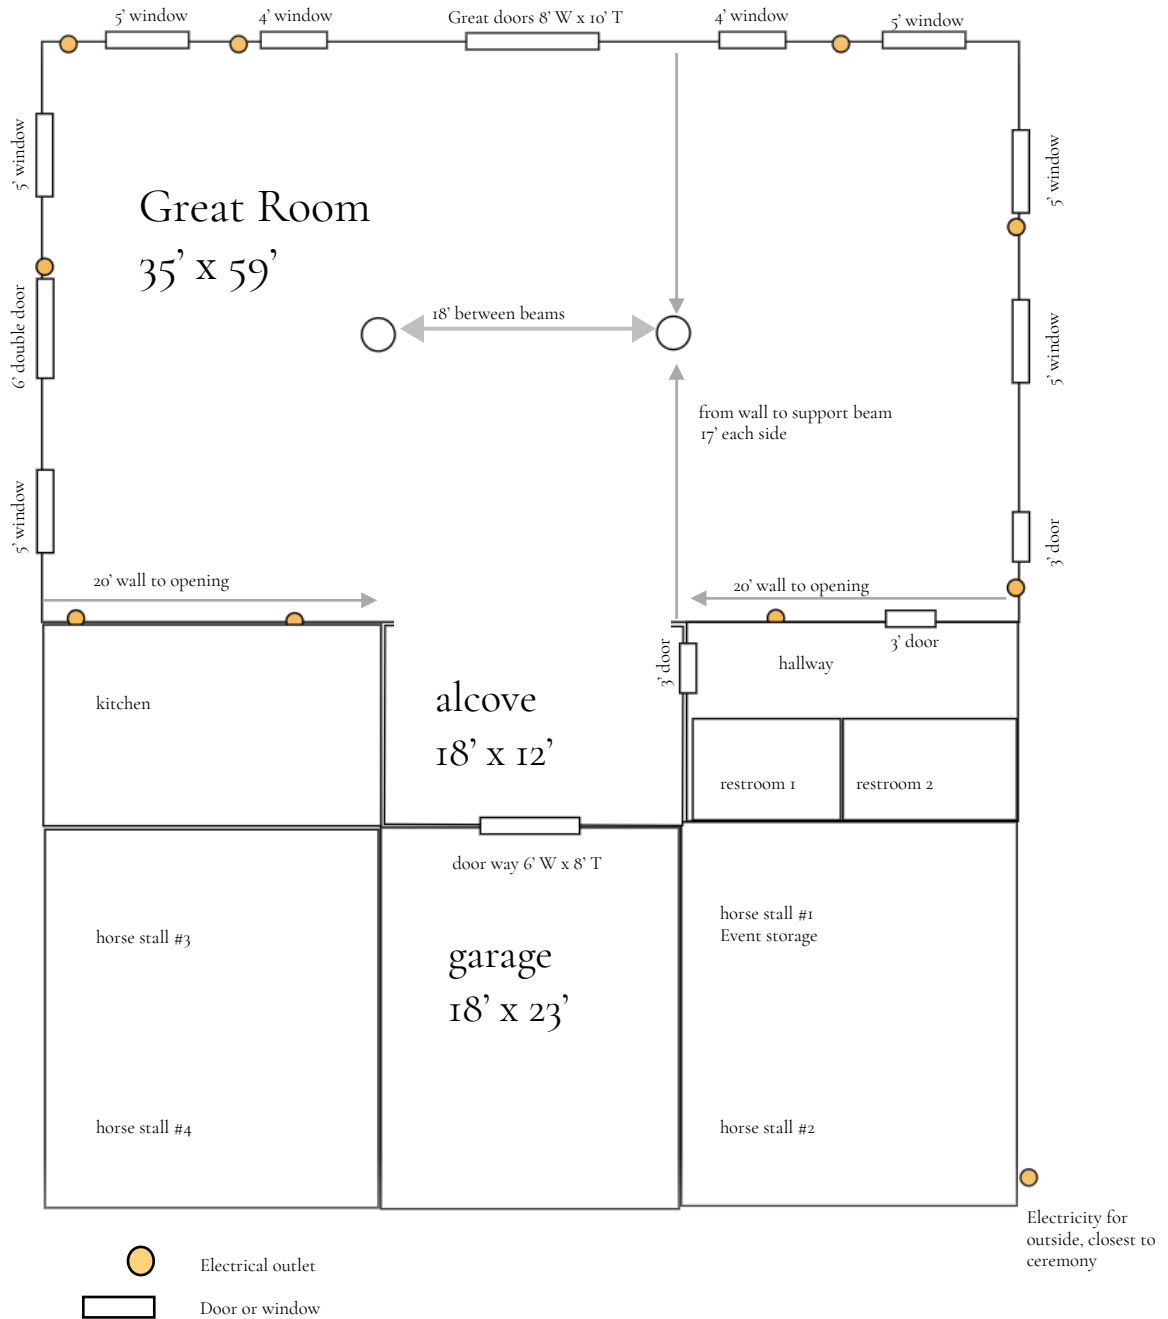 5' window
4' window
Great doors 8' W x 10' T
4' window
5' window
5' window
5' window
Great Room
35' x 59'
18' between beams
6' double door
5' window
from wall to support beam
17' each side
5' window
3' door
20' wall to opening
20' wall to opening
3' door
3' door
hallway
kitchen
alcove
18' x 12'
restroom 1
restroom 2
door way 6' W x 8' T
horse stall #3
horse stall #1
Event storage
garage
18' x 23'
horse stall #4
horse stall #2
Electricity for
outside, closest to
ceremony
Electrical outlet
Door or window